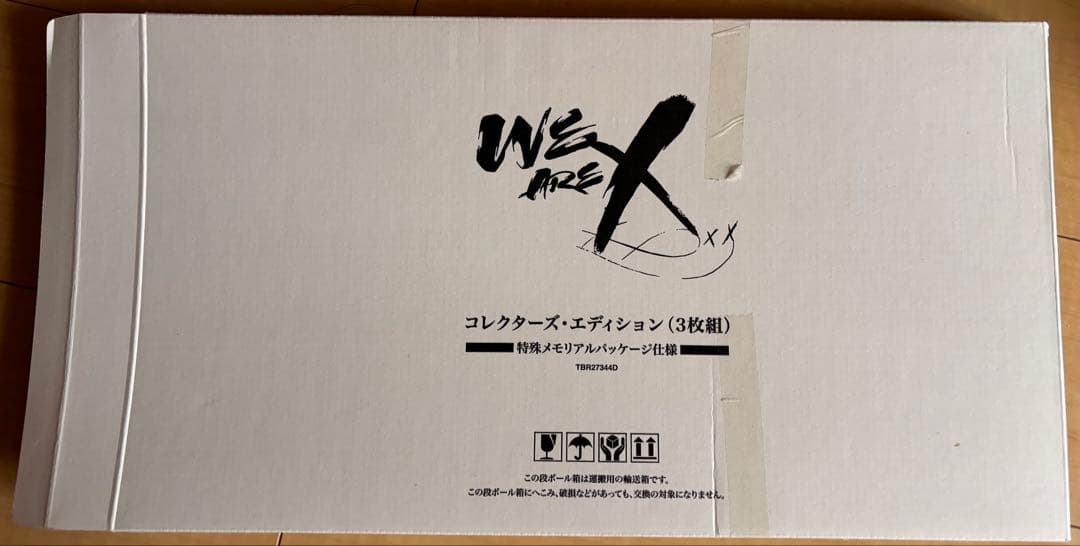 WE
ARE X
XX
コレクターズ・エディション（3枚組）
特殊メモリアルパッケージ仕様
TBR27344D
この段ボール箱は運搬用の輸送箱です。
この段ボール箱にへこみ、破損などがあっても、交換の対象になりません。